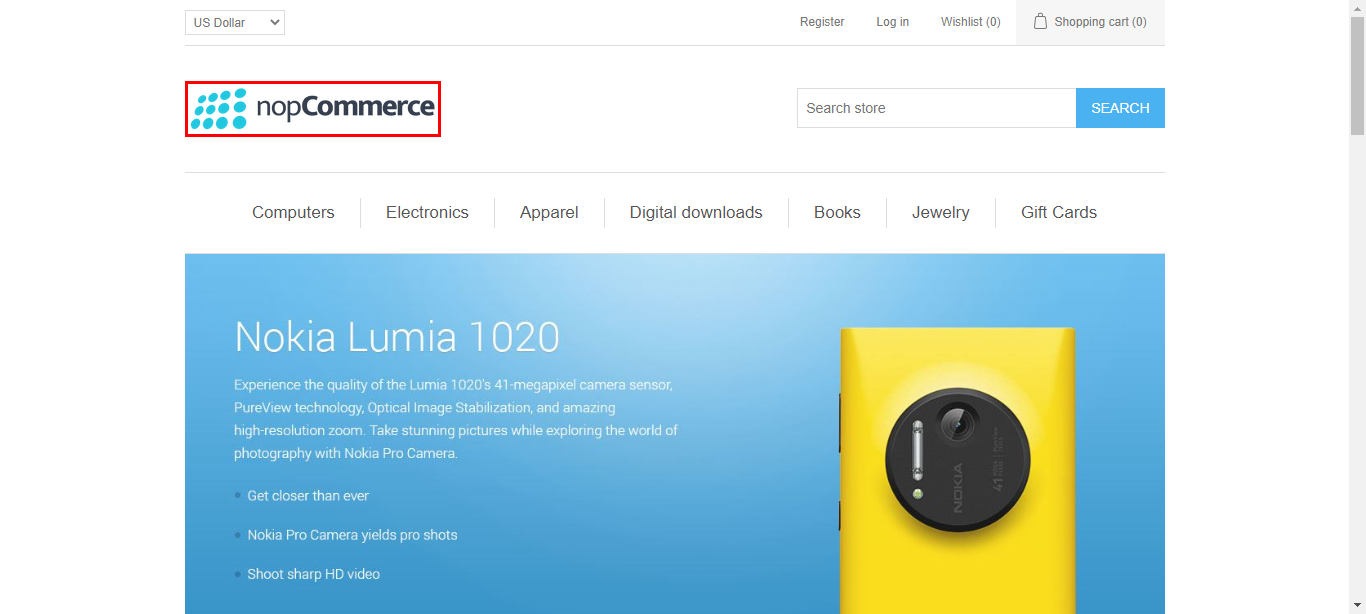 US Dollar
Register
Log in
Wishlist (0)
Shopping cart (0)
nopCommerce
Search store
SEARCH
Computers
Electronics
Apparel
Digital downloads
Books
Jewelry
Gift Cards
Nokia Lumia 1020
Experience the quality of the Lumia 1020's 41-megapixel camera sensor,
PureView technology, Optical Image Stabilization, and amazing
high-resolution zoom. Take stunning pictures while exploring the world of
photography with Nokia Pro Camera.
Get closer than ever
Nokia Pro Camera yields pro shots
Shoot sharp HD video
NOKIA
41